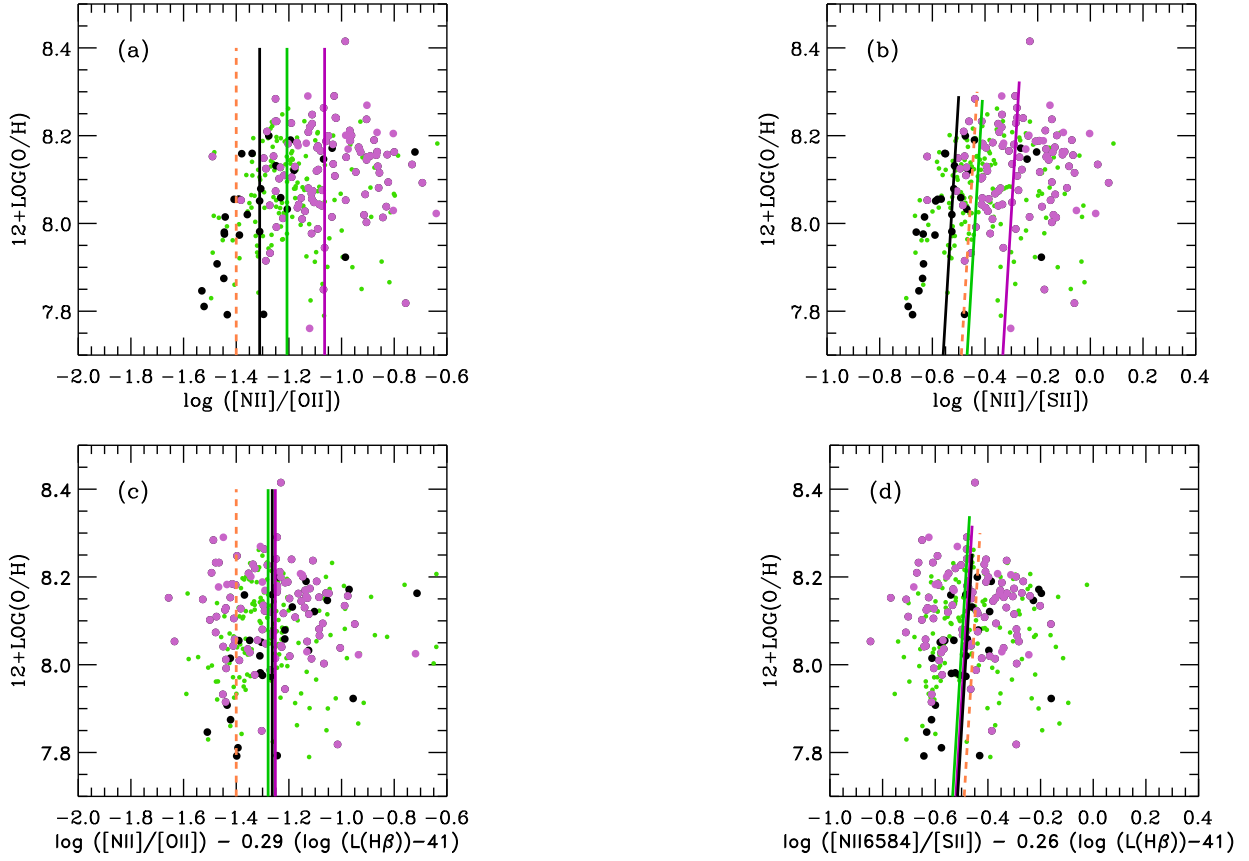 (a)
12+LOG(O/H)
8.4
8.2
8.0
7.8
−2.0 −1.8 −1.6 −1.4 −1.2 −1.0 −0.8 −0.6
log ([NII]/[OII])
(b)
12+LOG(O/H)
8.4
8.2
8.0
7.8
−1.0 −0.8 −0.6 −0.4 −0.2 0.0 0.2 0.4
log ([NII]/[SII])
(c)
12+LOG(O/H)
8.4
8.2
8.0
7.8
−2.0 −1.8 −1.6 −1.4 −1.2 −1.0 −0.8 −0.6
log ([NII]/[OII]) − 0.29 (log (L(Hβ))−41)
(d)
12+LOG(O/H)
8.4
8.2
8.0
7.8
−1.0 −0.8 −0.6 −0.4 −0.2 0.0 0.2 0.4
log ([NII6584]/[SII]) − 0.26 (log (L(Hβ))−41)